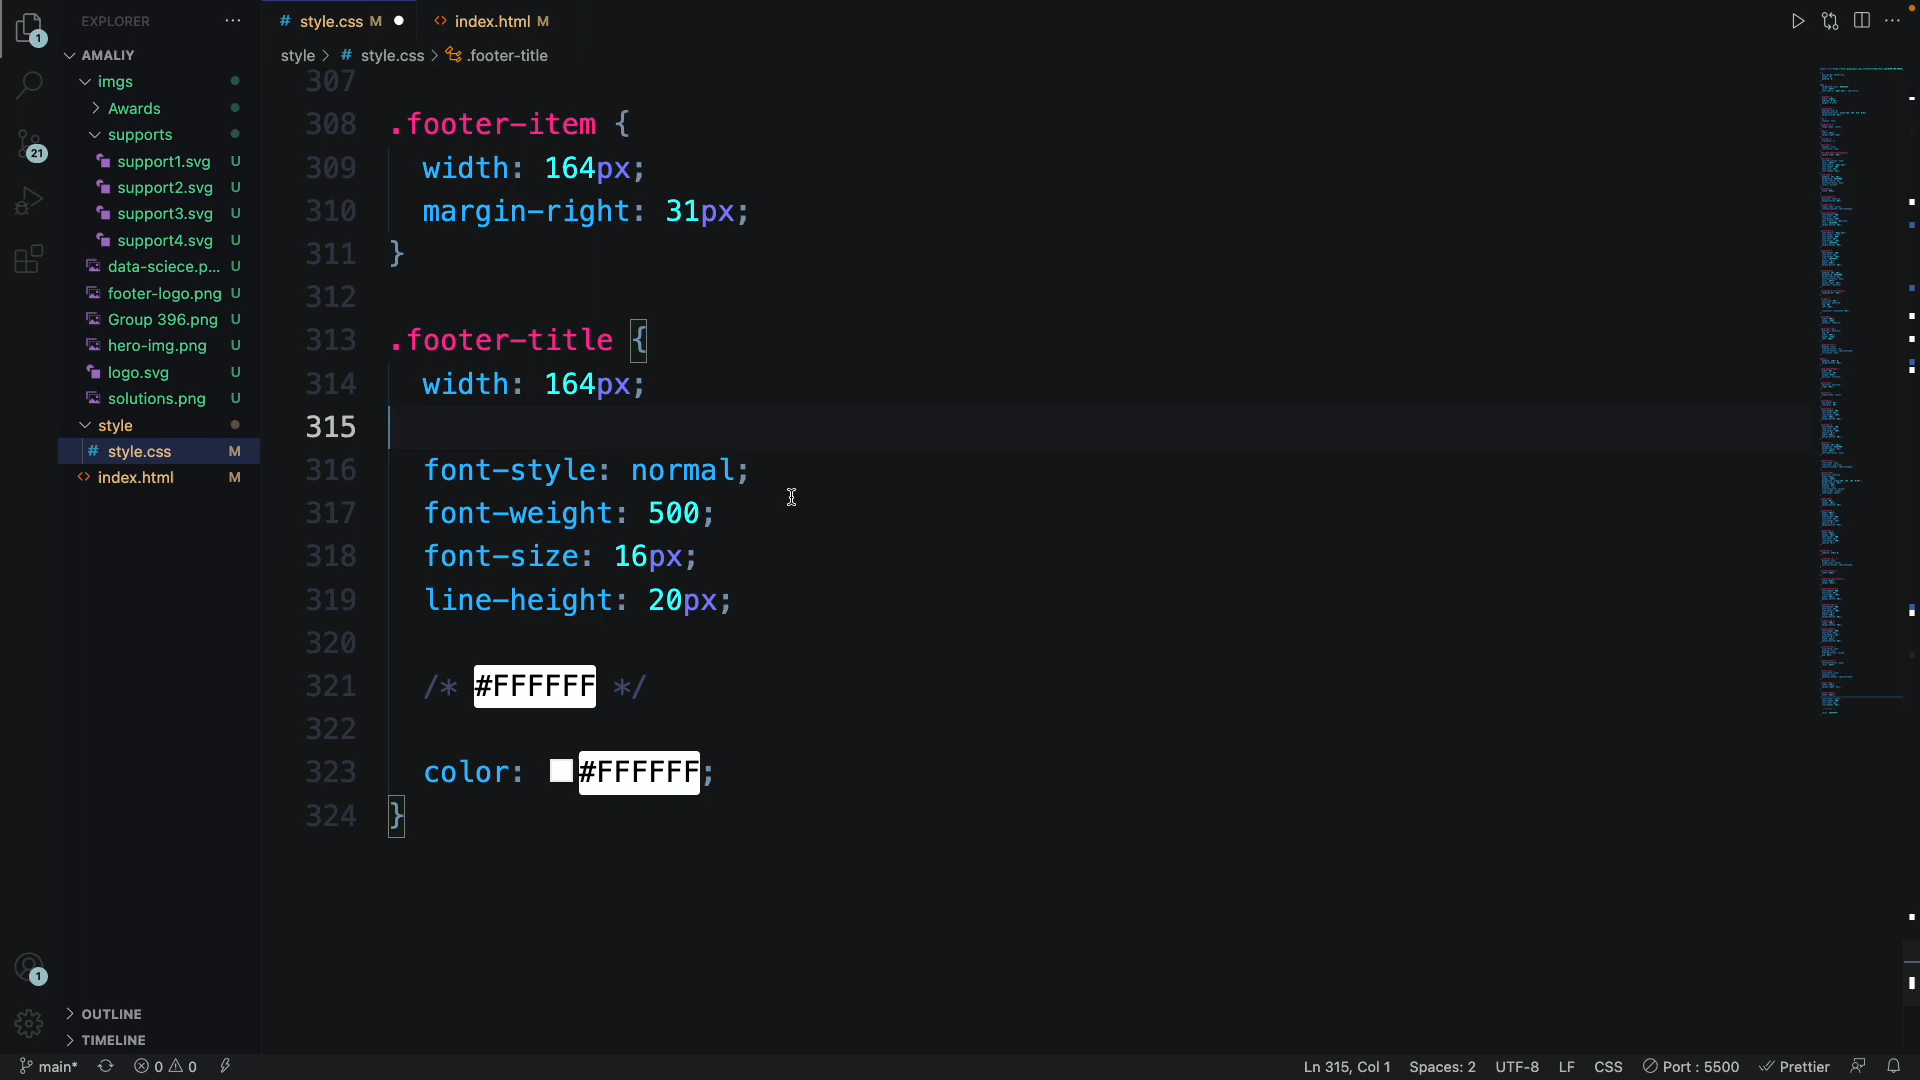 EXPLORER
AMALIY
imgs
Awards
supports
support1.svg U
support2.svg U
support3.svg U
support4.svg U
data-sciece.p... U
footer-logo.png U
Group 396.png U
hero-img.png U
logo.svg U
solutions.png U
style
# style.css M
index.html M
OUTLINE
TIMELINE
1
21
1
# style.css M
<> index.html M
style > # style.css > .footer-title
307
308 .footer-item {
309 width: 164px;
310 margin-right: 31px;
311 }
312
313 .footer-title {
314 width: 164px;
315
316 font-style: normal;
317 font-weight: 500;
318 font-size: 16px;
319 line-height: 20px;
320
321 /* #FFFFFF */
322
323 color: #FFFFFF;
324 }
main* 0 0
Ln 315, Col 1 Spaces: 2 UTF-8 LF CSS Port : 5500 Prettier